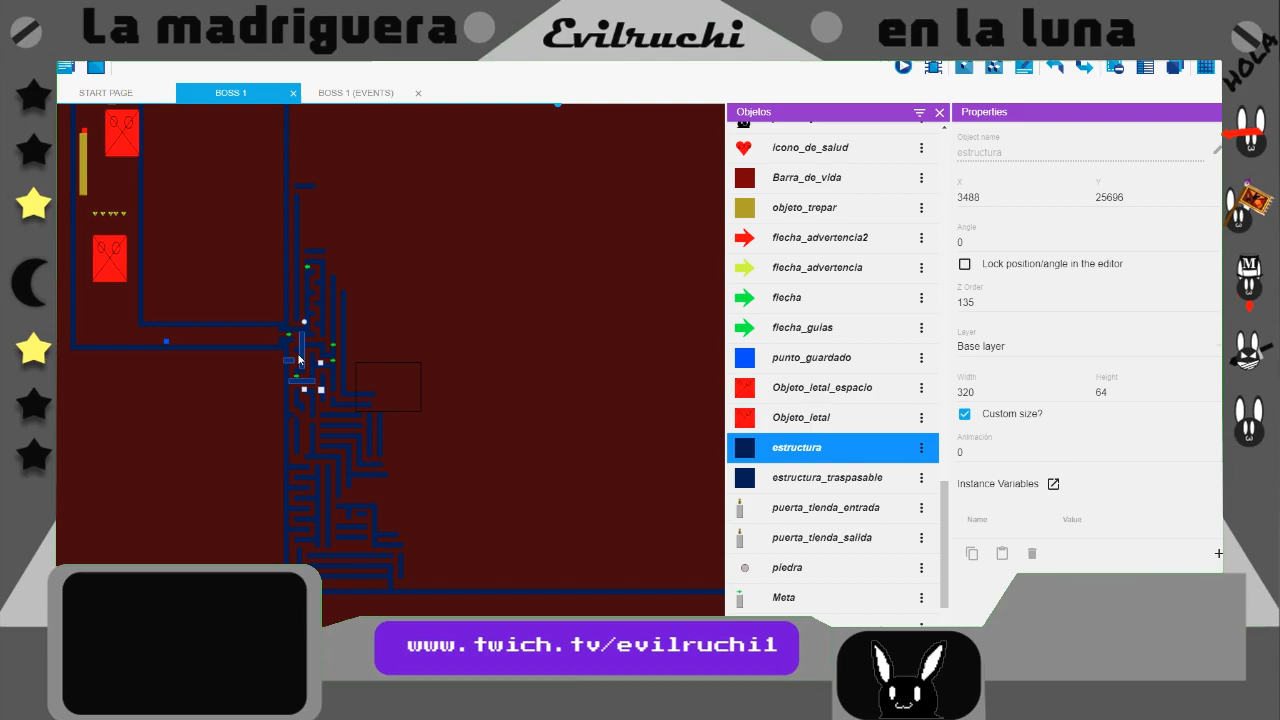 La madriguera
Evilruchi
en la luna
HOLA
START PAGE
BOSS 1
BOSS 1 (EVENTS)
Objetos
icono_de_salud
Barra_de_vida
objeto_trepar
flecha_advertencia2
flecha_advertencia
flecha
flecha_guias
punto_guardado
Objeto_letal_espacio
Objeto_letal
estructura
estructura_traspasable
puerta_tienda_entrada
puerta_tienda_salida
piedra
Meta
Properties
Object name
estructura
X
Y
3488
25696
Angle
0
Lock position/angle in the editor
Z Order
135
Layer
Base layer
Width
Height
320
64
Custom size?
Animación
0
Instance Variables
Name
Value
M
www.twich.tv/evilruchi1